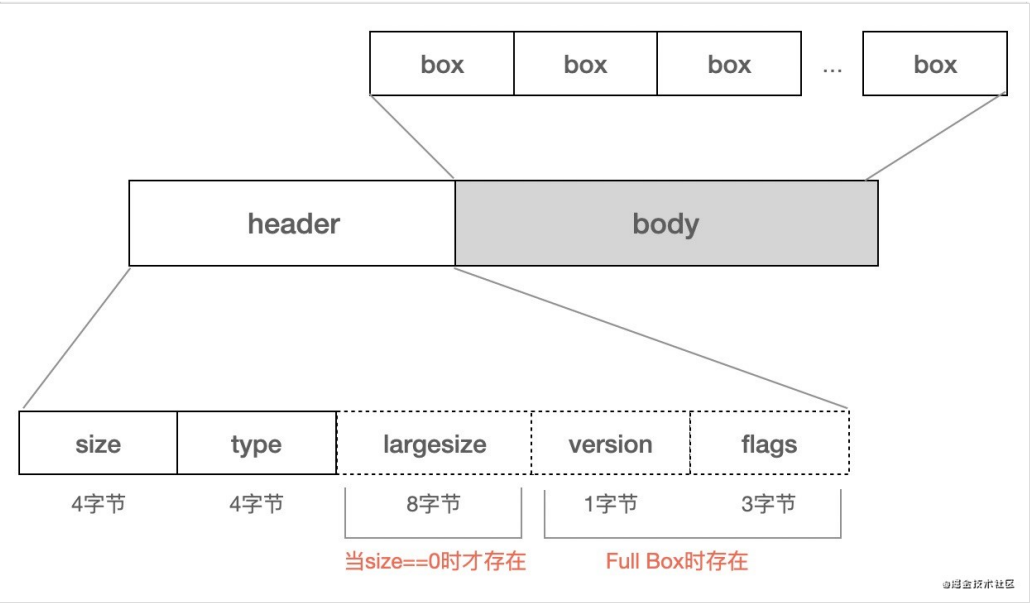 box box box ... box
header body
size type largesize version flags
4字节 4字节 8字节 1字节 3字节
当size==0时才存在 Full Box时存在
@掘金技术社区